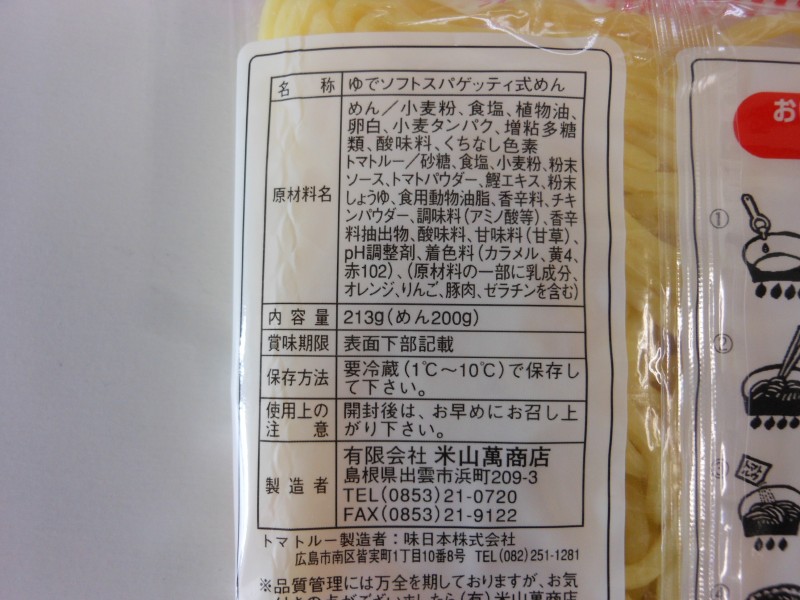 名称 ゆでソフトスパゲッティ式めん
原材料名
めん／小麦粉、食塩、植物油、
卵白、小麦タンパク、増粘多糖
類、酸味料、くちなし色素
トマトルー／砂糖、食塩、小麦粉、粉末
ソース、トマトパウダー、鰹エキス、粉末
しょうゆ、食用動物油脂、香辛料、チキ
ンパウダー、調味料（アミノ酸等）、香辛
料抽出物、酸味料、甘味料（甘草）、
pH調整剤、着色料（カラメル、黄4、
赤102）、（原材料の一部に乳成分、
オレンジ、りんご、豚肉、ゼラチンを含む）
内容量 213g（めん200g）
賞味期限 表面下部記載
保存方法 要冷蔵（1℃～10℃）で保存し
て下さい。
使用上の 開封後は、お早めにお召し上
注意 がり下さい。
製造者
有限会社 米山萬商店
島根県出雲市浜町209-3
TEL(0853)21-0720
FAX(0853)21-9122
トマトルー製造者：味日本株式会社
広島市南区皆実町1丁目10番8号 TEL(082)251-1281
※品質管理には万全を期しておりますが、お気
お
①
②
③
④